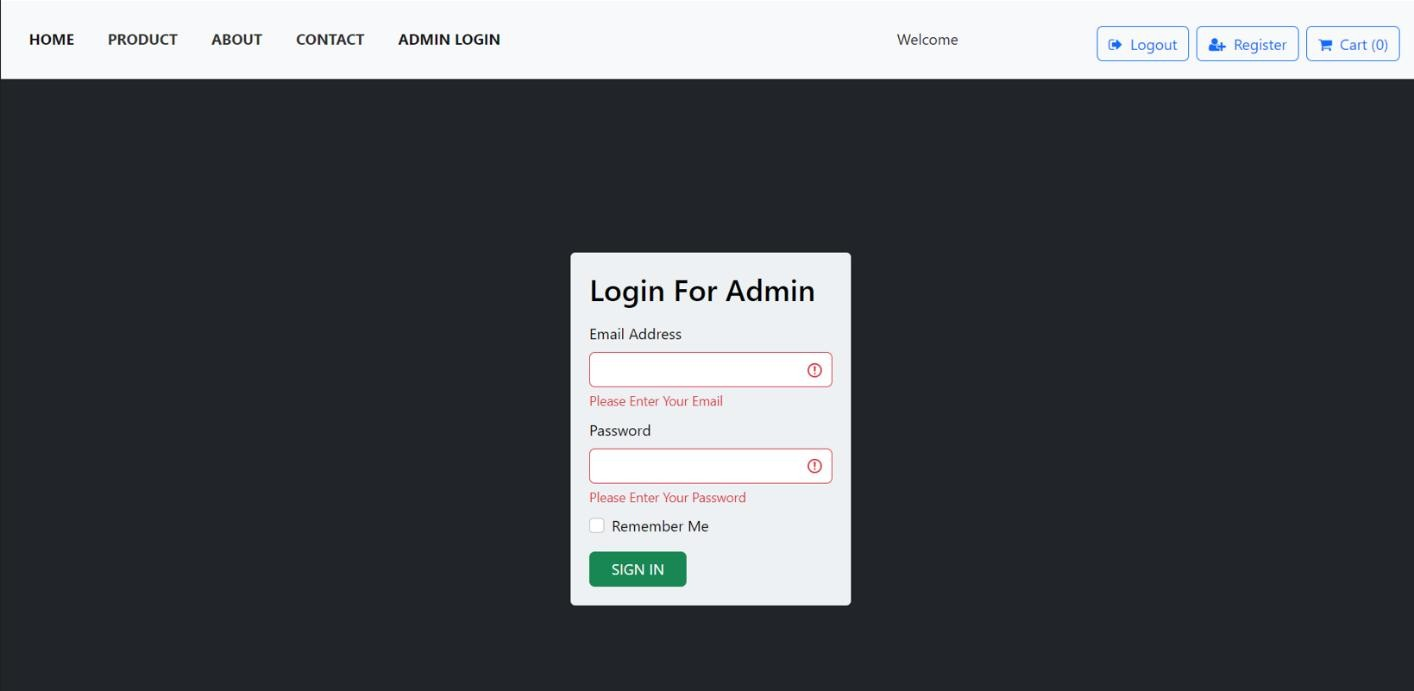 HOME PRODUCT ABOUT CONTACT ADMIN LOGIN Welcome Logout Register Cart (0)
Login For Admin
Email Address
Please Enter Your Email
Password
Please Enter Your Password
Remember Me
SIGN IN